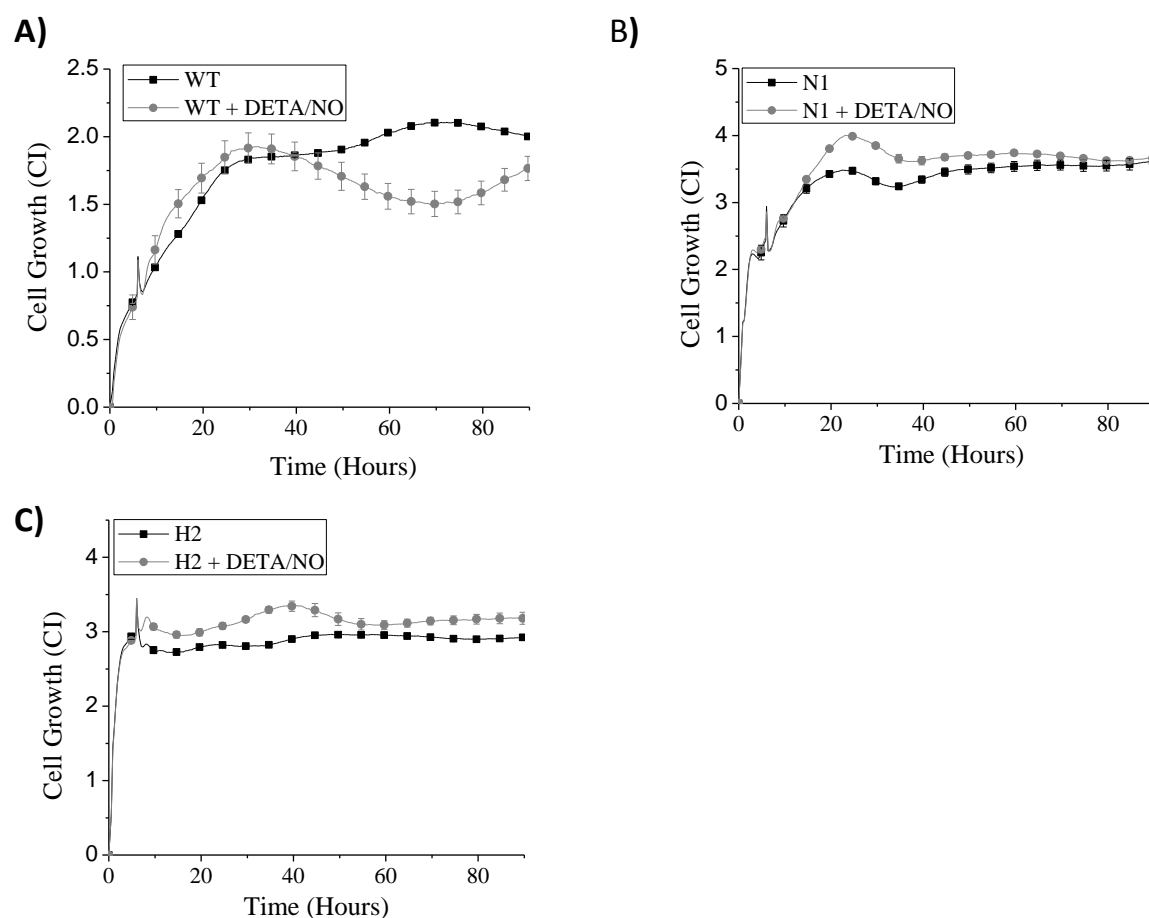 A)
WT
WT + DETA/NO
2.5
2.0
1.5
1.0
0.5
0.0
Cell Growth (CI)
0 20 40 60 80
Time (Hours)
B)
N1
N1 + DETA/NO
5
4
3
2
1
0
Cell Growth (CI)
0 20 40 60 80
Time (Hours)
C)
H2
H2 + DETA/NO
4
3
2
1
0
Cell Growth (CI)
0 20 40 60 80
Time (Hours)